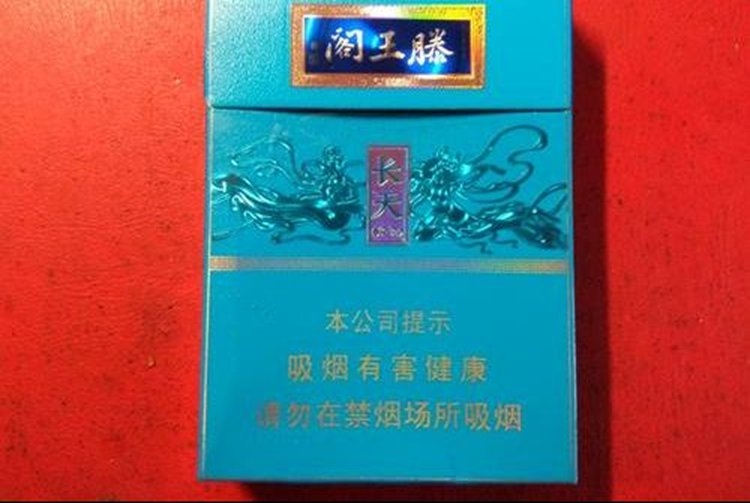 阁王滕
长天
本公司提示
吸烟有害健康
请勿在禁烟场所吸烟